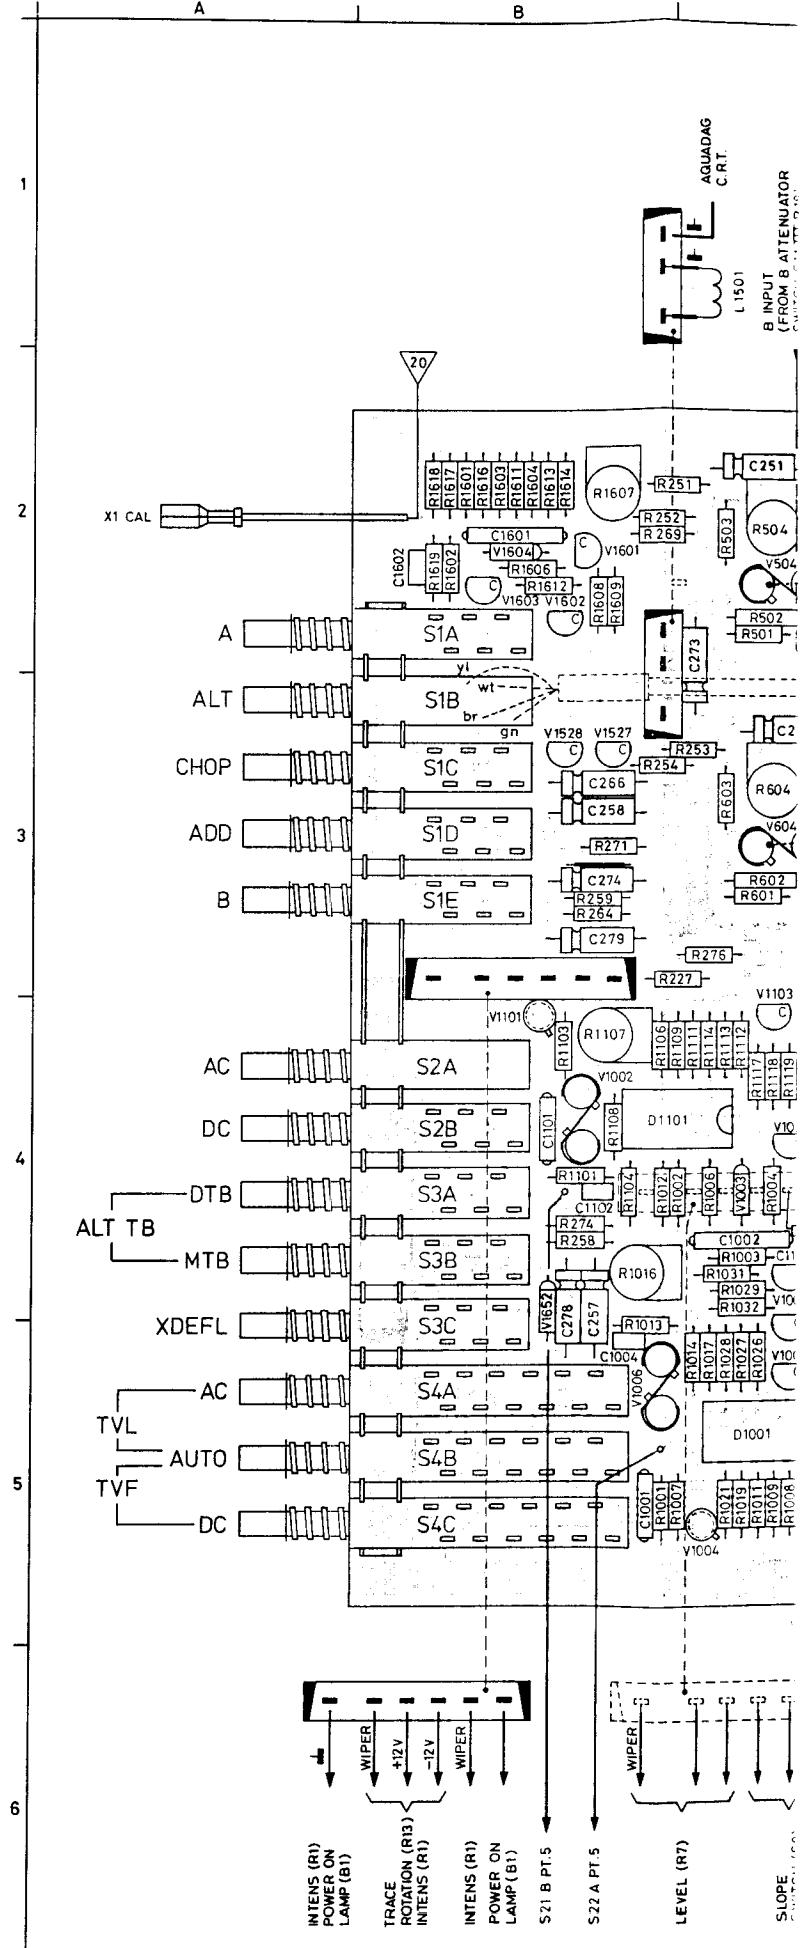 A
B
1
AQUADAG
C.R.T.
L1501
B INPUT
(FROM B ATTENUATOR
20
2
X1 CAL
R1618
R1617
R1601
R1616
R1603
R1611
R1604
R1613
R1614
R1607
R251
C251
R252
R269
R503
R504
C1601
V1604
C
V1601
C1602
R1619
R1602
R1606
R1612
C
V1603
V1602
R1608
R1609
C
V504
R502
R501
A
S1A
C273
yl
wt
br
gn
ALT
S1B
V1528
V1527
C
C
R253
R254
CHOP
S1C
C266
C258
R603
R604
3
ADD
S1D
R271
V604
B
S1E
C274
R259
R264
R602
R601
C279
R276
R227
V1101
R1103
R1107
R1106
R1109
R1111
R1114
R1113
R1112
V1103
C
R1117
R1118
R1119
AC
S2A
V1002
DC
S2B
C1101
R1108
D1101
4
DTB
S3A
R1101
C1102
R1104
R1012
R1002
R1006
V1003
R1004
ALT TB
R274
R258
C1002
R1003
R1031
R1029
R1032
MTB
S3B
R1016
XDEFL
S3C
V1652
C278
C257
R1013
C1004
R1014
R1017
R1028
R1027
R1026
AC
S4A
V1006
TVL
D1001
AUTO
S4B
5
TVF
DC
S4C
C1001
R1001
R1007
V1004
R1021
R1019
R1011
R1009
R1008
WIPER
+12V
-12V
WIPER
WIPER
6
INTENS (R1)
POWER ON
LAMP (B1)
TRACE
ROTATION (R13)
INTENS (R1)
INTENS (R1)
POWER ON
LAMP (B1)
S21 B PT.5
S22 A PT.5
LEVEL (R7)
SLOPE